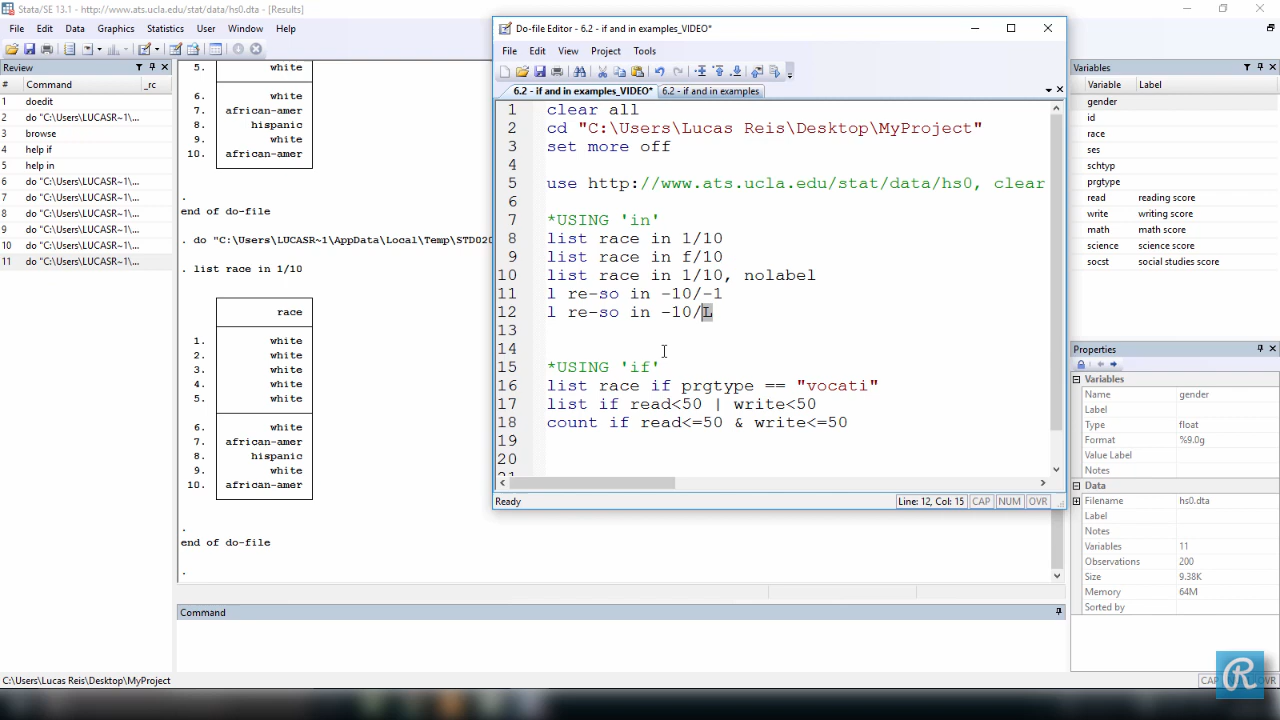 Stata/SE 13.1 - http://www.ats.ucla.edu/stat/data/hs0.dta - [Results]
File Edit Data Graphics Statistics User Window Help
Review
# Command _rc
1 doedit
2 do "C:\Users\LUCASR~1\...
3 browse
4 help if
5 help in
6 do "C:\Users\LUCASR~1\...
7 do "C:\Users\LUCASR~1\...
8 do "C:\Users\LUCASR~1\...
9 do "C:\Users\LUCASR~1\...
10 do "C:\Users\LUCASR~1\...
11 do "C:\Users\LUCASR~1\...
5. white
6. white
7. african-amer
8. hispanic
9. white
10. african-amer
.
end of do-file
. do "C:\Users\LUCASR~1\AppData\Local\Temp\STD020
. list race in 1/10
race
1. white
2. white
3. white
4. white
5. white
6. white
7. african-amer
8. hispanic
9. white
10. african-amer
.
end of do-file
.
Command
C:\Users\Lucas Reis\Desktop\MyProject
Do-file Editor - 6.2 - if and in examples_VIDEO*
File Edit View Project Tools
6.2 - if and in examples_VIDEO* 6.2 - if and in examples
1 clear all
2 cd "C:\Users\Lucas Reis\Desktop\MyProject"
3 set more off
4
5 use http://www.ats.ucla.edu/stat/data/hs0, clear
6
7 *USING 'in'
8 list race in 1/10
9 list race in f/10
10 list race in 1/10, nolabel
11 l re-so in -10/-1
12 l re-so in -10/L
13
14
15 *USING 'if'
16 list race if prgtype == "vocati"
17 list if read<50 | write<50
18 count if read<=50 & write<=50
19
20
Ready Line: 12, Col: 15 CAP NUM OVR
Variables
Variable Label
gender
id
race
ses
schtyp
prgtype
read reading score
write writing score
math math score
science science score
socst social studies score
Properties
Variables
Name gender
Label
Type float
Format %9.0g
Value Label
Notes
Data
Filename hs0.dta
Label
Notes
Variables 11
Observations 200
Size 9.38K
Memory 64M
Sorted by
CAP OVR
R